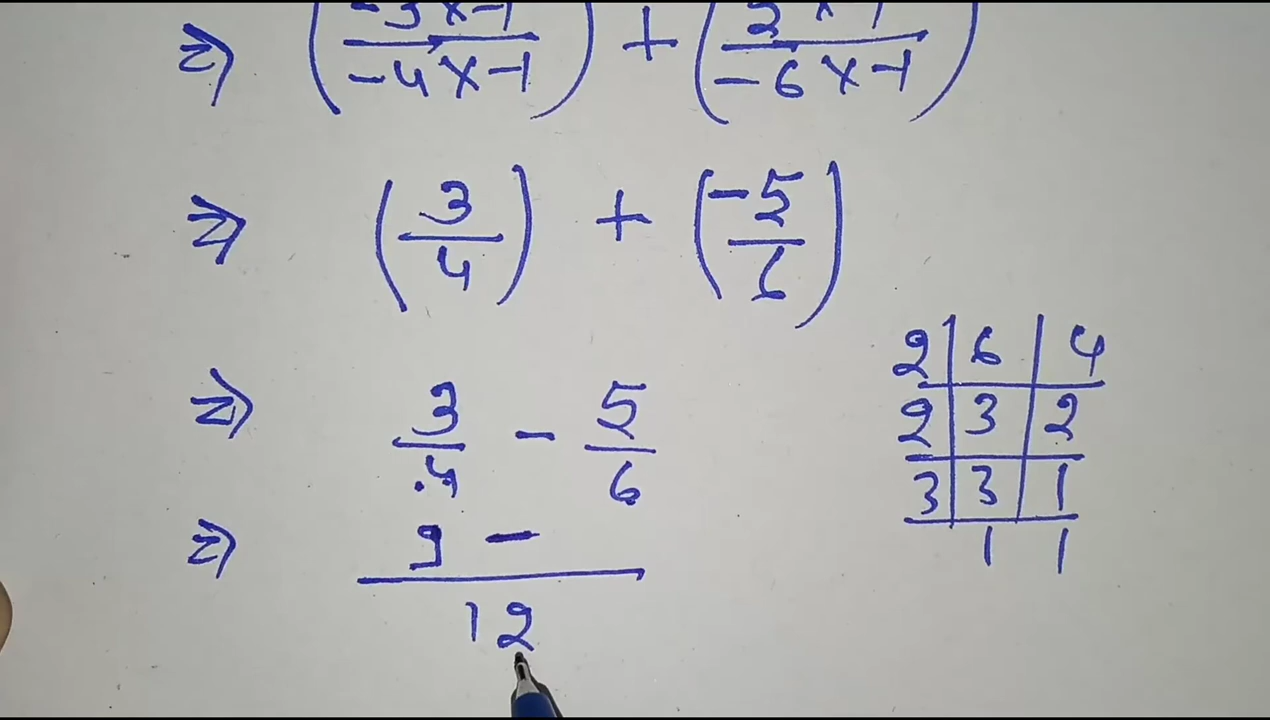 ⇒ (-3×-1/-4×-1) + (5×-1/-6×-1)
⇒ (3/4) + (-5/6)
⇒ 3/4 - 5/6
⇒ 9 - / 12
2 | 6 | 4
2 | 3 | 2
3 | 3 | 1
1 1